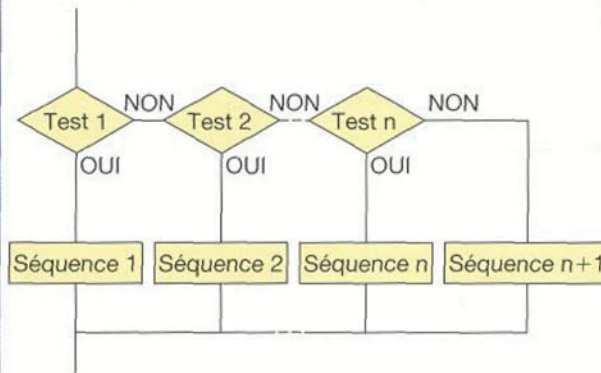 NON NON NON
Test 1 Test 2 Test n
OUI OUI OUI
Séquence 1 Séquence 2 Séquence n Séquence n+1